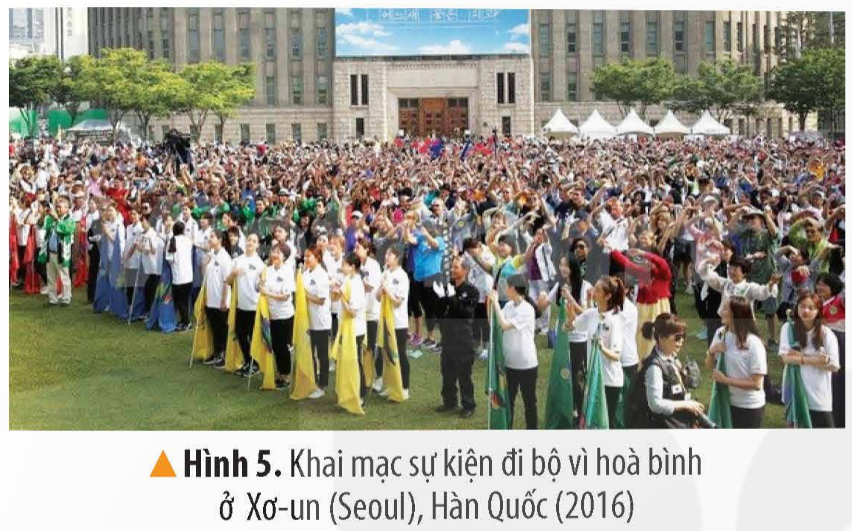 ▲ Hình 5. Khai mạc sự kiện đi bộ vì hoà bình
ở Xơ-un (Seoul), Hàn Quốc (2016)